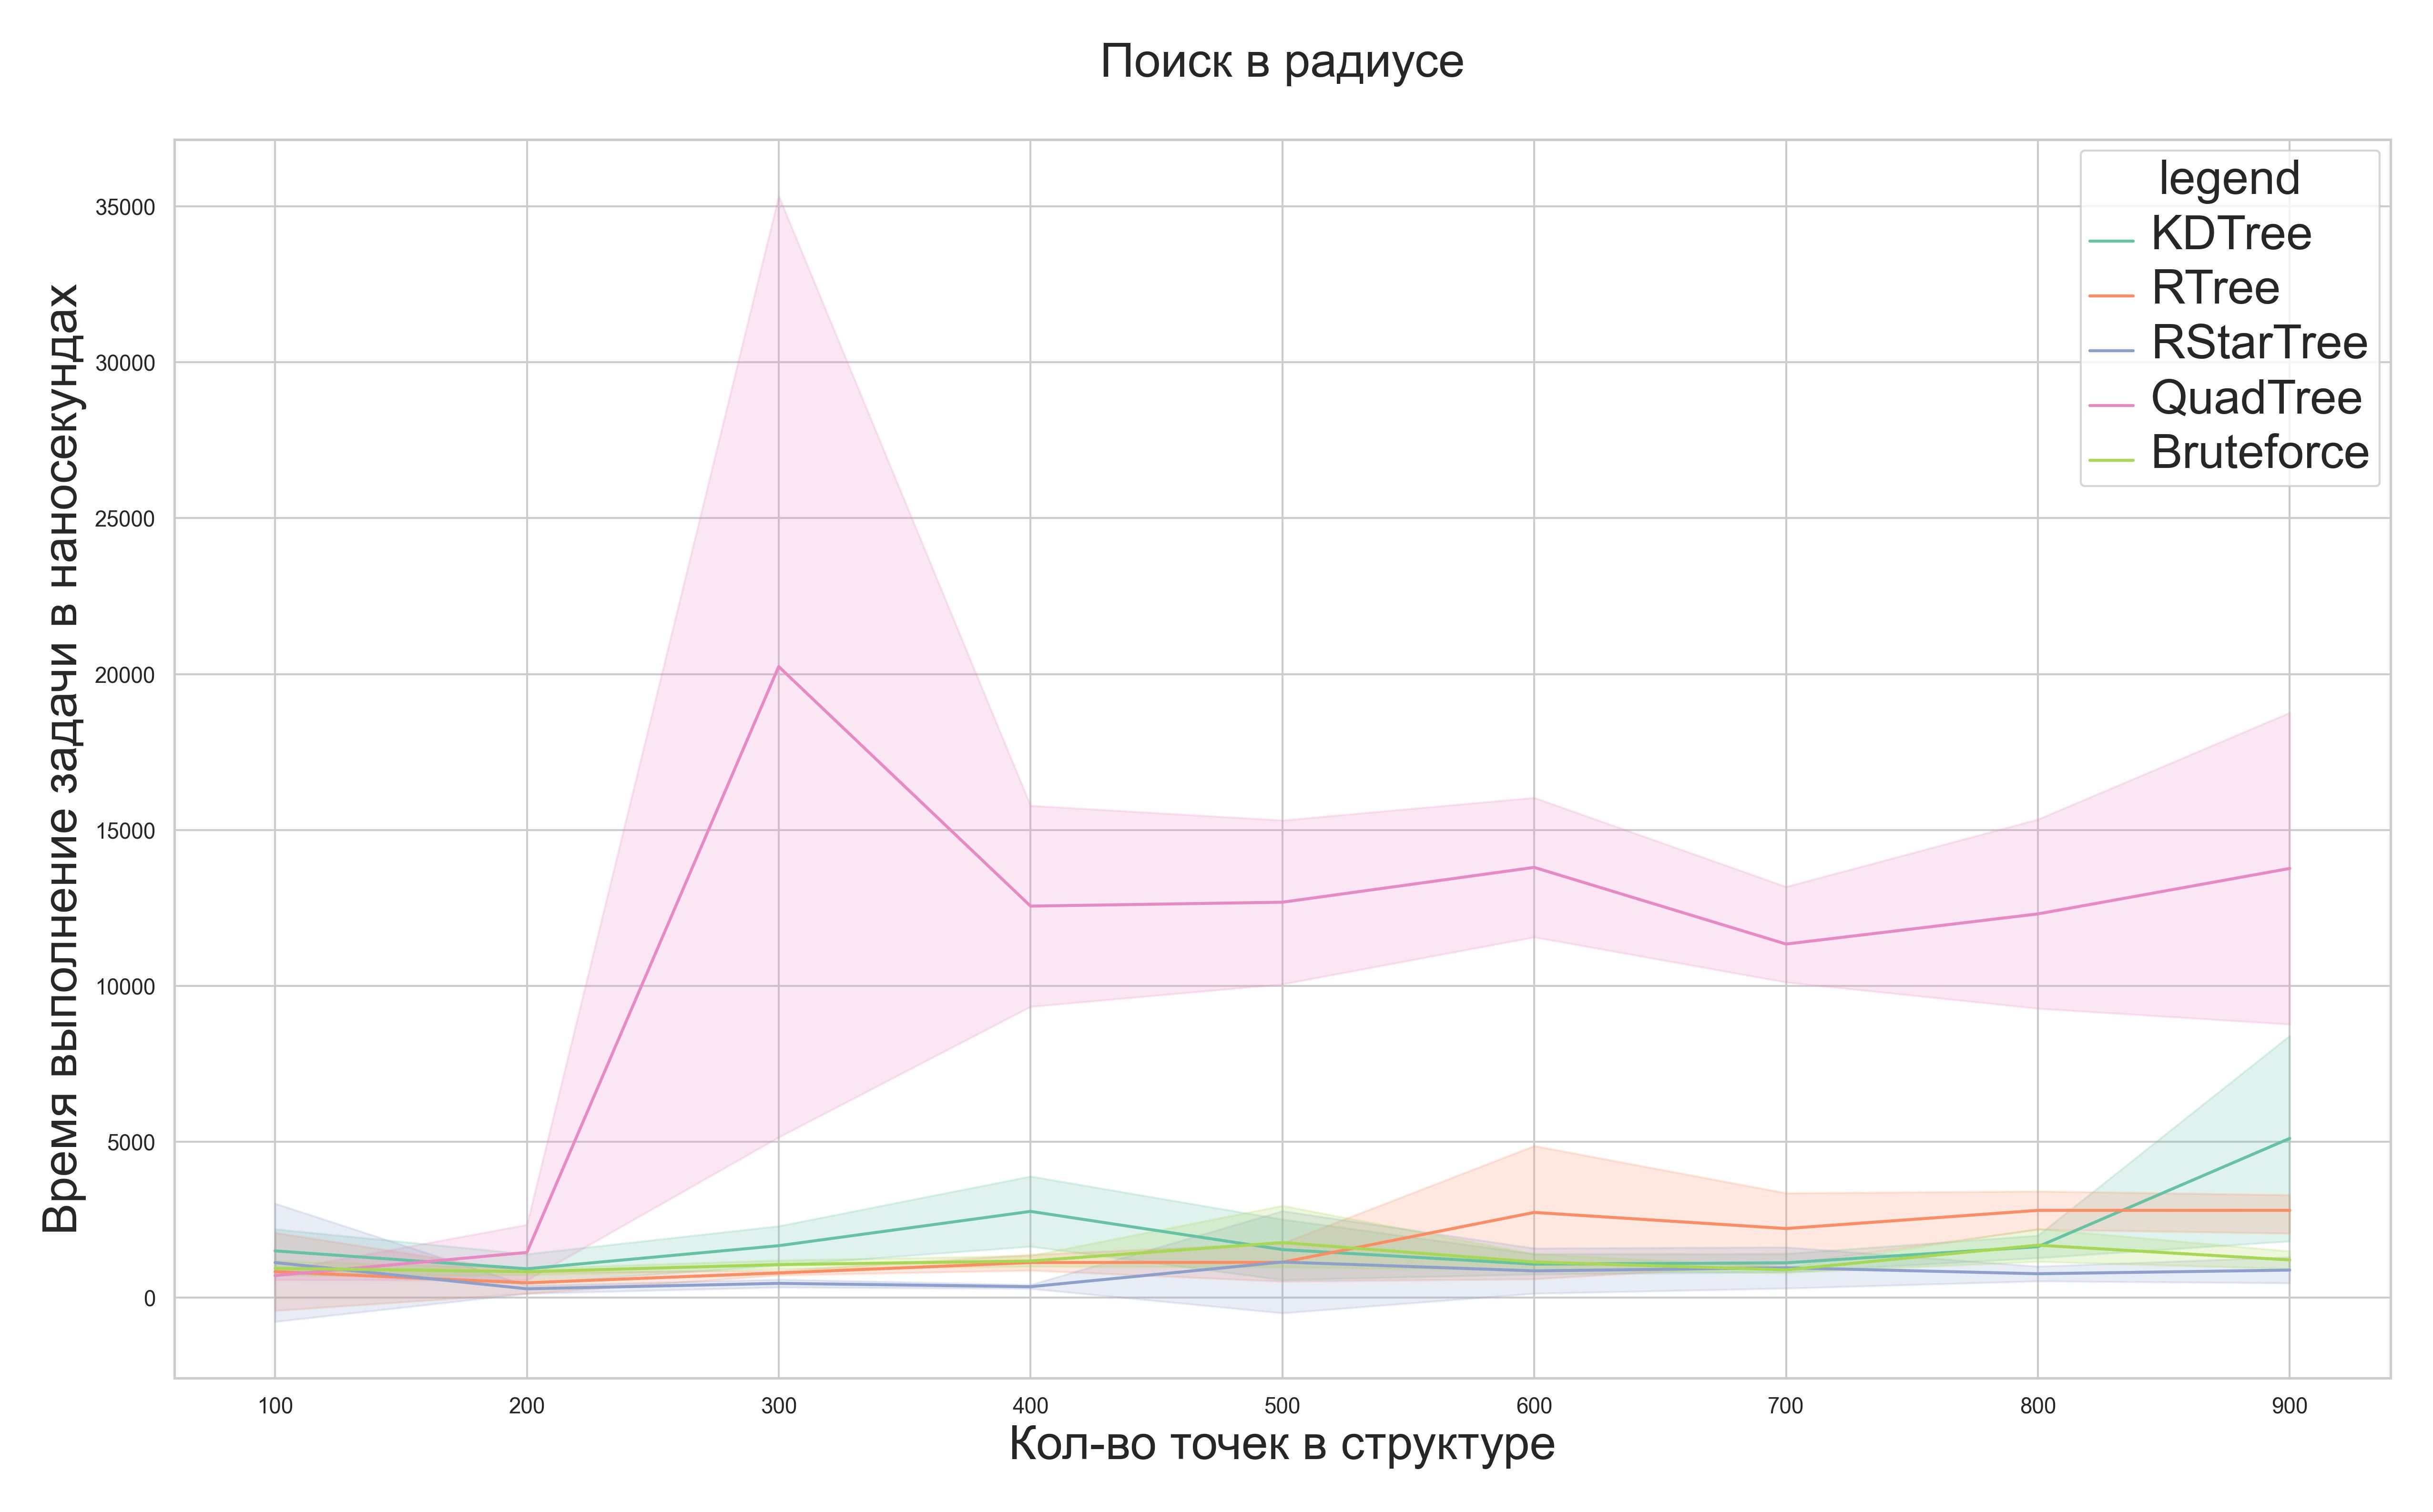 Поиск в радиусе
legend
KDTree
RTree
RStarTree
QuadTree
Bruteforce
Время выполнение задачи в наносекундах
35000
30000
25000
20000
15000
10000
5000
0
100 200 300 400 500 600 700 800 900
Кол-во точек в структуре